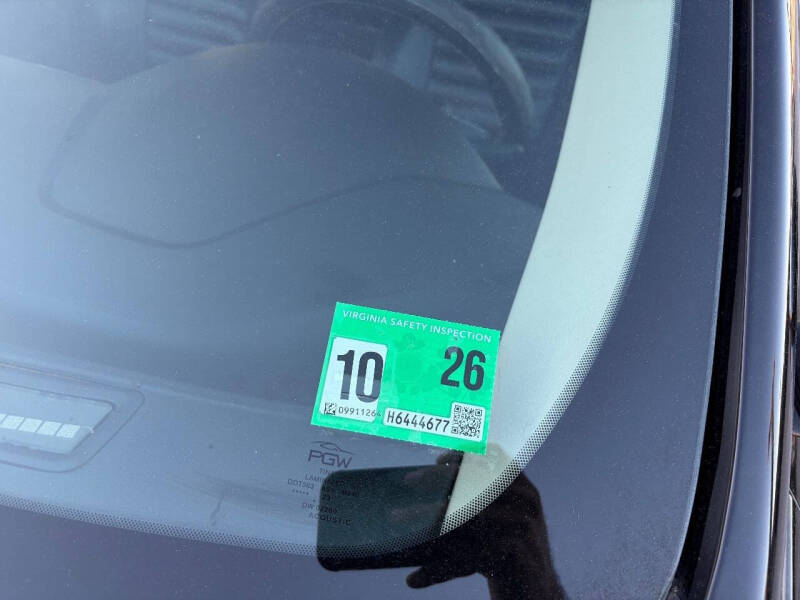 VIRGINIA SAFETY INSPECTION
10 26
09911264 H6444677
PGW
ACOUSTIC